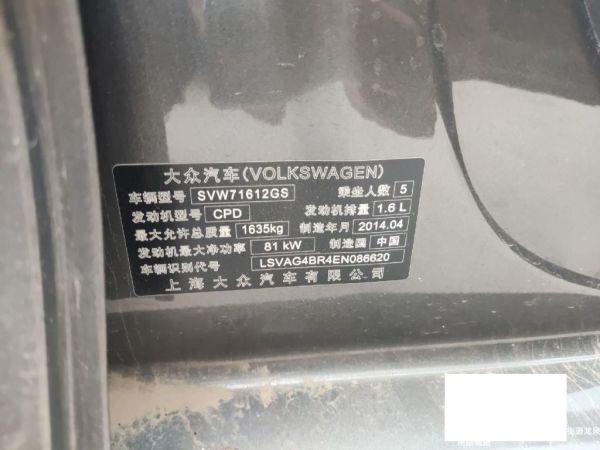 大众汽车(VOLKSWAGEN)
车辆型号 SVW71612GS 乘坐人数 5
发动机型号 CPD 发动机排量 1.6 L
最大允许总质量 1635kg 制造年月 2014.04
发动机最大净功率 81 kW 制造国 中国
车辆识别代号 LSVAG4BR4EN086620
上海大众汽车有限公司